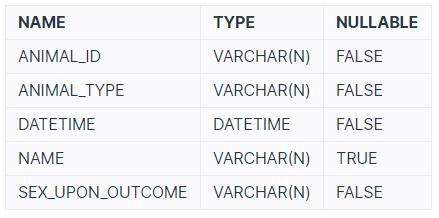 NAME TYPE NULLABLE
ANIMAL_ID VARCHAR(N) FALSE
ANIMAL_TYPE VARCHAR(N) FALSE
DATETIME DATETIME FALSE
NAME VARCHAR(N) TRUE
SEX_UPON_OUTCOME VARCHAR(N) FALSE